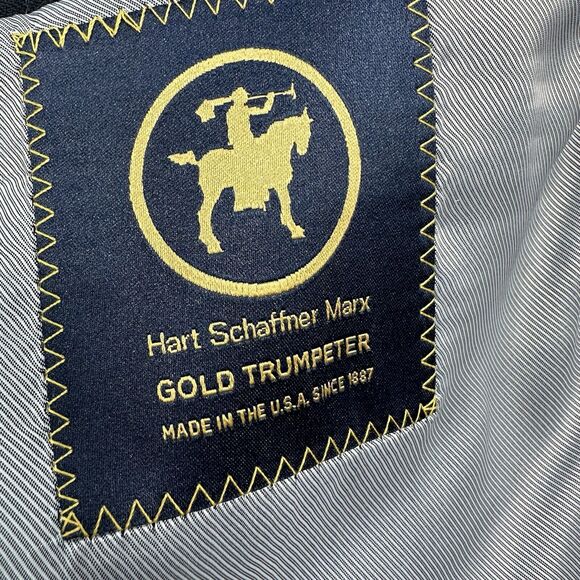 Hart Schaffner Marx
GOLD TRUMPETER
MADE IN THE U.S.A. SINCE 1887